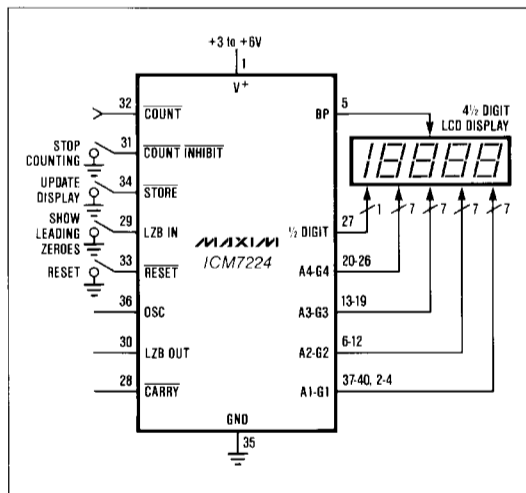 +3 to +6V
1
V+
32
COUNT
5
BP
4½ DIGIT
LCD DISPLAY
18888
STOP
COUNTING
31
COUNT INHIBIT
UPDATE
DISPLAY
34
STORE
SHOW
LEADING
ZEROES
29
LZB IN
MAXIM
ICM7224
½ DIGIT
27
1
7
7
7
7
RESET
33
RESET
A4-G4
20-26
36
OSC
A3-G3
13-19
30
LZB OUT
A2-G2
6-12
28
CARRY
A1-G1
37-40, 2-4
GND
35